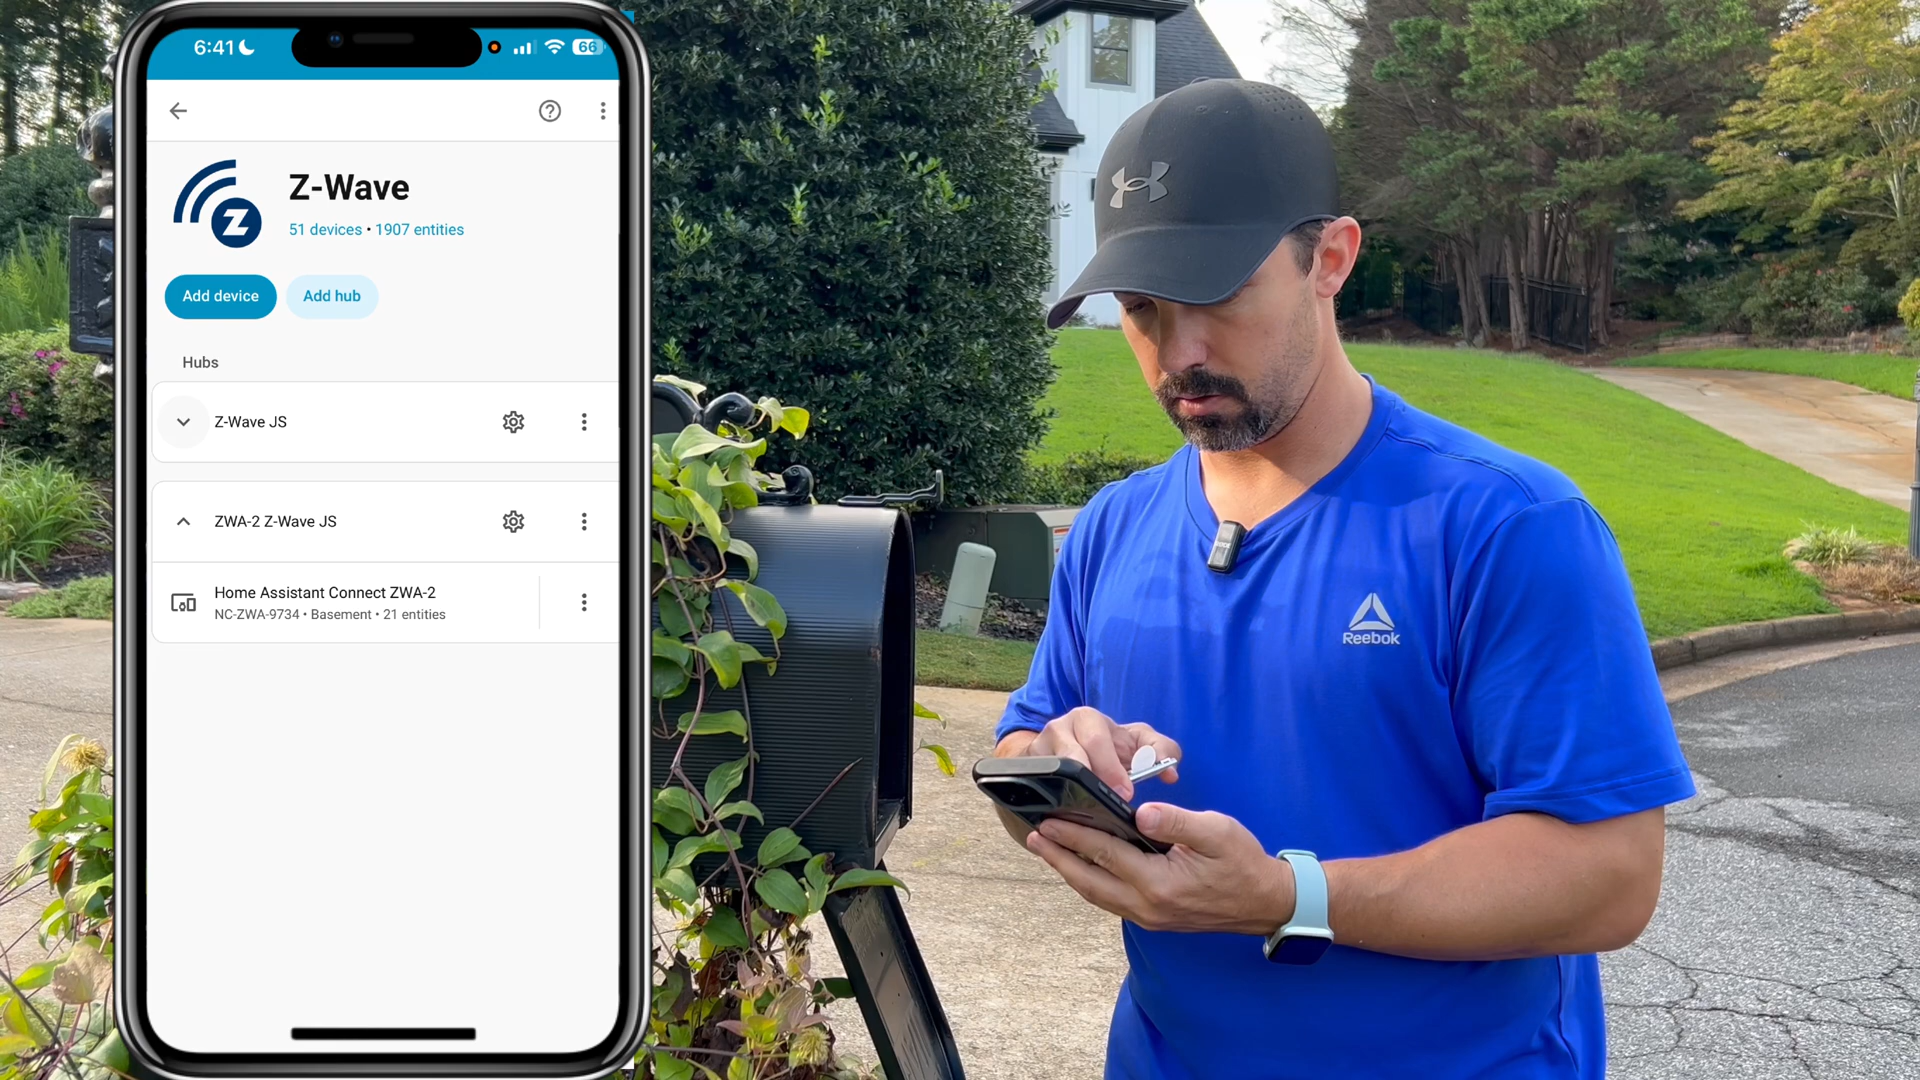 6:41
66
Z-Wave
51 devices • 1907 entities
Add device
Add hub
Hubs
Z-Wave JS
ZWA-2 Z-Wave JS
Home Assistant Connect ZWA-2
NC-ZWA-9734 • Basement • 21 entities
Reebok